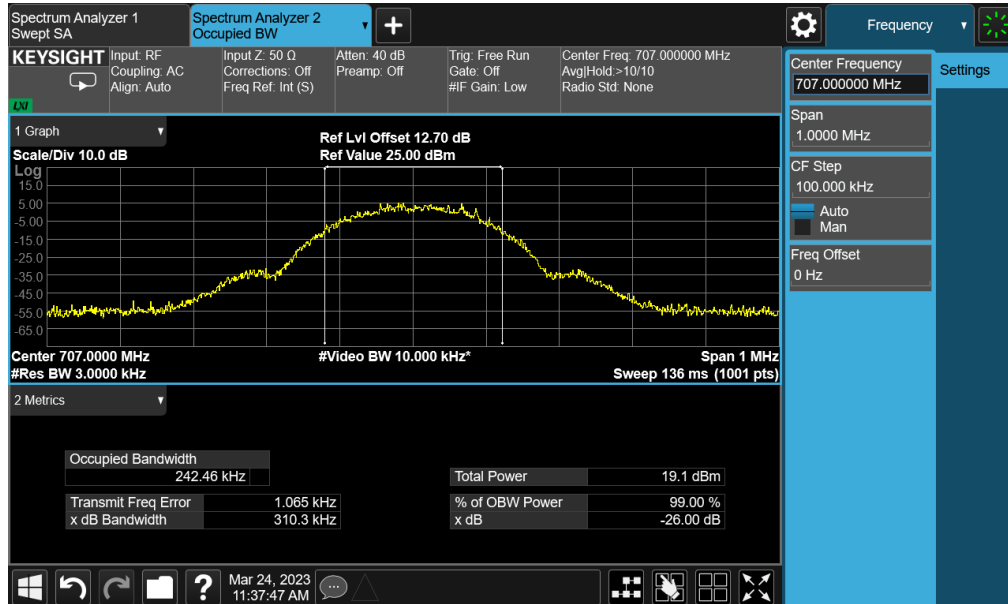 Spectrum Analyzer 1
Swept SA
Spectrum Analyzer 2
Occupied BW
+
Frequency
KEYSIGHT
LXI
Input: RF
Coupling: AC
Align: Auto
Input Z: 50 Ω
Corrections: Off
Freq Ref: Int (S)
Atten: 40 dB
Preamp: Off
Trig: Free Run
Gate: Off
#IF Gain: Low
Center Freq: 707.000000 MHz
Avg|Hold:>10/10
Radio Std: None
Center Frequency
707.000000 MHz
Settings
Span
1.0000 MHz
CF Step
100.000 kHz
Auto
Man
Freq Offset
0 Hz
1 Graph
Scale/Div 10.0 dB
Ref Lvl Offset 12.70 dB
Ref Value 25.00 dBm
Log
15.0
5.00
-5.00
-15.0
-25.0
-35.0
-45.0
-55.0
-65.0
Center 707.0000 MHz
#Video BW 10.000 kHz*
Span 1 MHz
#Res BW 3.0000 kHz
Sweep 136 ms (1001 pts)
2 Metrics
Occupied Bandwidth
242.46 kHz
Total Power 19.1 dBm
Transmit Freq Error 1.065 kHz
% of OBW Power 99.00 %
x dB Bandwidth 310.3 kHz
x dB -26.00 dB
?
Mar 24, 2023
11:37:47 AM